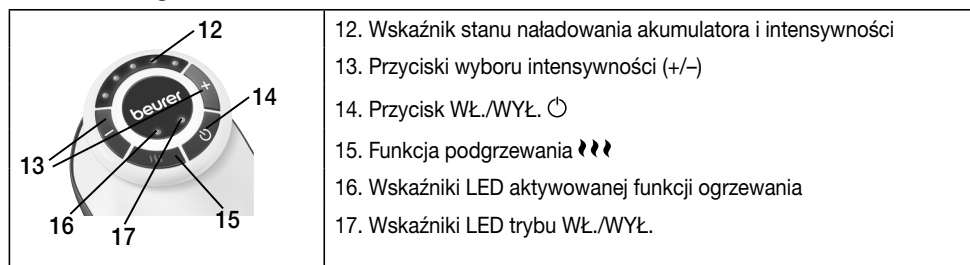 12
14
13
16
17
15
beurer
12. Wskaźnik stanu naładowania akumulatora i intensywności
13. Przyciski wyboru intensywności (+/–)
14. Przycisk WŁ./WYŁ.
15. Funkcja podgrzewania
16. Wskaźniki LED aktywowanej funkcji ogrzewania
17. Wskaźniki LED trybu WŁ./WYŁ.